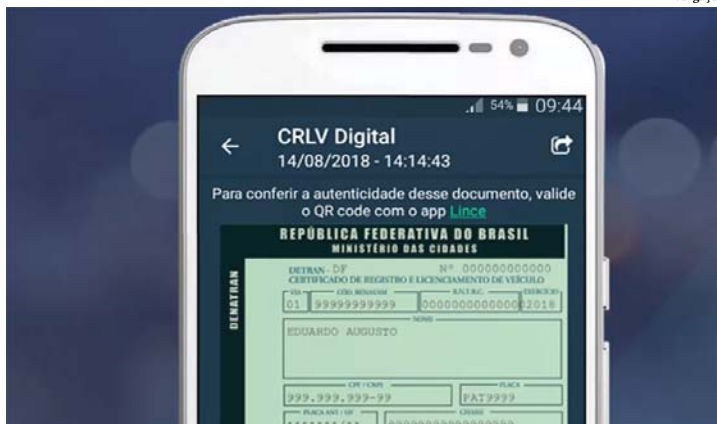 54% 09:44
CRLV Digital
14/08/2018 - 14:14:43
Para conferir a autenticidade desse documento, valide
o QR code com o app Lince
REPÚBLICA FEDERATIVA DO BRASIL
MINISTÉRIO DAS CIDADES
DENATRAN
DETRAN - DF Nº 000000000000
CERTIFICADO DE REGISTRO E LICENCIAMENTO DE VEÍCULO
VIA CÓD. RENAVAM R.N.T.R.C. EXERCÍCIO
01 99999999999 2018
NOME
EDUARDO AUGUSTO
CPF / CNPJ PLACA
999.999.999-99 PAT9999
PLACA ANT / UF CHASSI